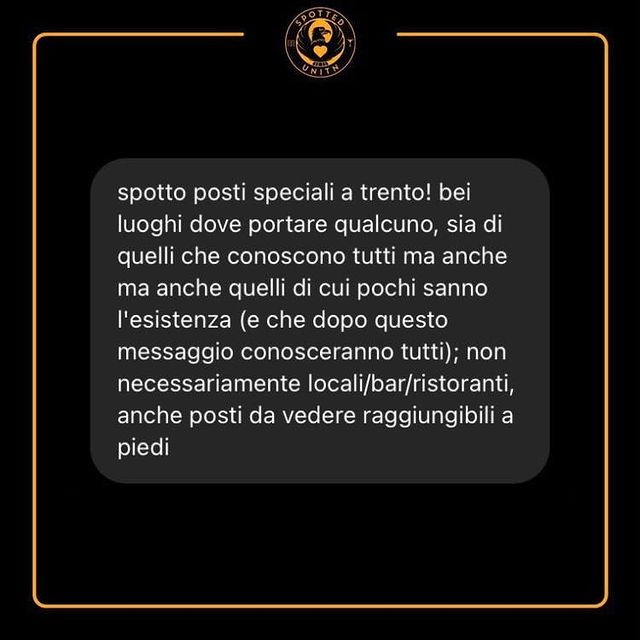 SPOTTED
UNITN
spotto posti speciali a trento! bei
luoghi dove portare qualcuno, sia di
quelli che conoscono tutti ma anche
ma anche quelli di cui pochi sanno
l'esistenza (e che dopo questo
messaggio conosceranno tutti); non
necessariamente locali/bar/ristoranti,
anche posti da vedere raggiungibili a
piedi